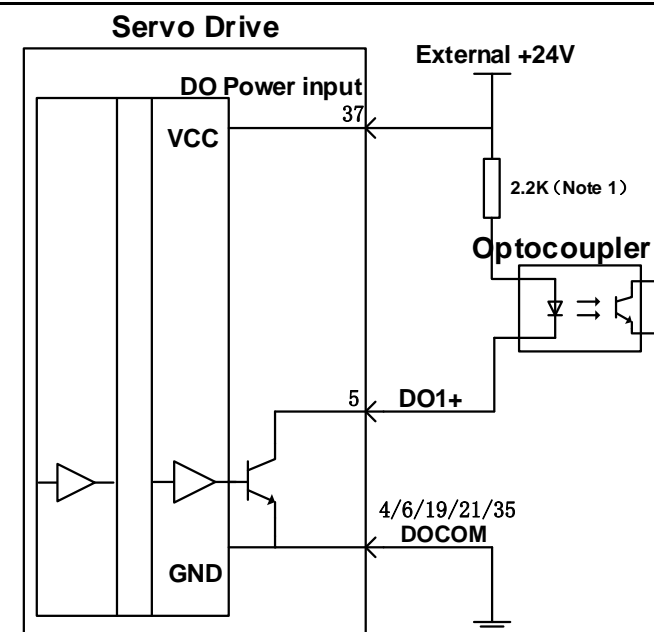 Servo Drive
External +24V
DO Power input
37
VCC
2.2K（Note 1）
Optocoupler
5
DO1+
4/6/19/21/35
DOCOM
GND